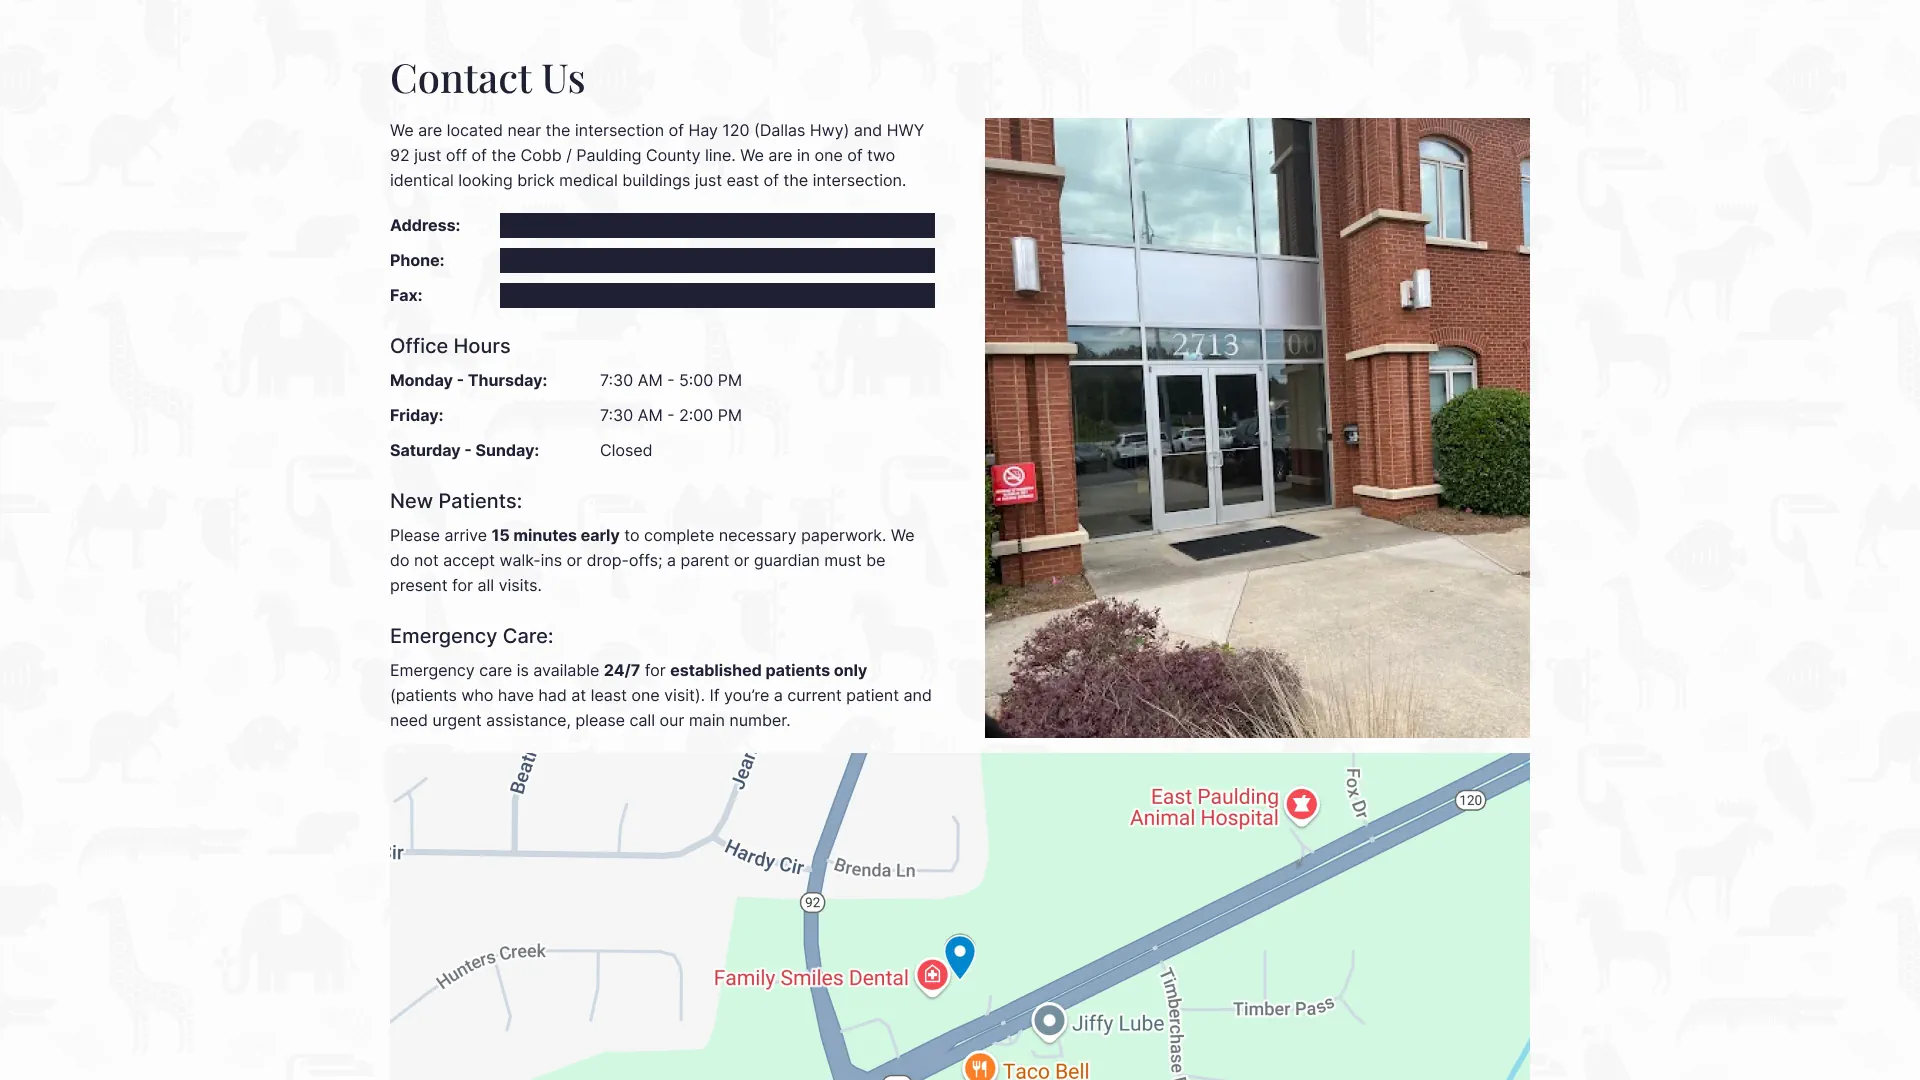 Contact Us
We are located near the intersection of Hay 120 (Dallas Hwy) and HWY
92 just off of the Cobb / Paulding County line. We are in one of two
identical looking brick medical buildings just east of the intersection.
Address:
Phone:
Fax:
Office Hours
Monday - Thursday: 7:30 AM - 5:00 PM
Friday: 7:30 AM - 2:00 PM
Saturday - Sunday: Closed
New Patients:
Please arrive 15 minutes early to complete necessary paperwork. We
do not accept walk-ins or drop-offs; a parent or guardian must be
present for all visits.
Emergency Care:
Emergency care is available 24/7 for established patients only
(patients who have had at least one visit). If you’re a current patient and
need urgent assistance, please call our main number.
2713
Fox Dr
East Paulding
Animal Hospital
120
Hardy Cir
Brenda Ln
92
Hunters Creek
Family Smiles Dental
Timber Pass
Timberchase
Jiffy Lube
Taco Bell